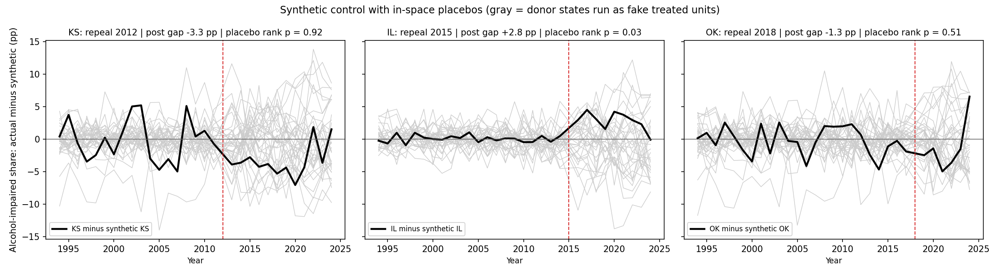 Synthetic control with in-space placebos (gray = donor states run as fake treated units)
Alcohol-impaired share: actual minus synthetic (pp)
KS: repeal 2012 | post gap -3.3 pp | placebo rank p = 0.92
15
10
5
0
−5
−10
−15
KS minus synthetic KS
1995 2000 2005 2010 2015 2020 2025
Year
IL: repeal 2015 | post gap +2.8 pp | placebo rank p = 0.03
IL minus synthetic IL
1995 2000 2005 2010 2015 2020 2025
Year
OK: repeal 2018 | post gap -1.3 pp | placebo rank p = 0.51
OK minus synthetic OK
1995 2000 2005 2010 2015 2020 2025
Year